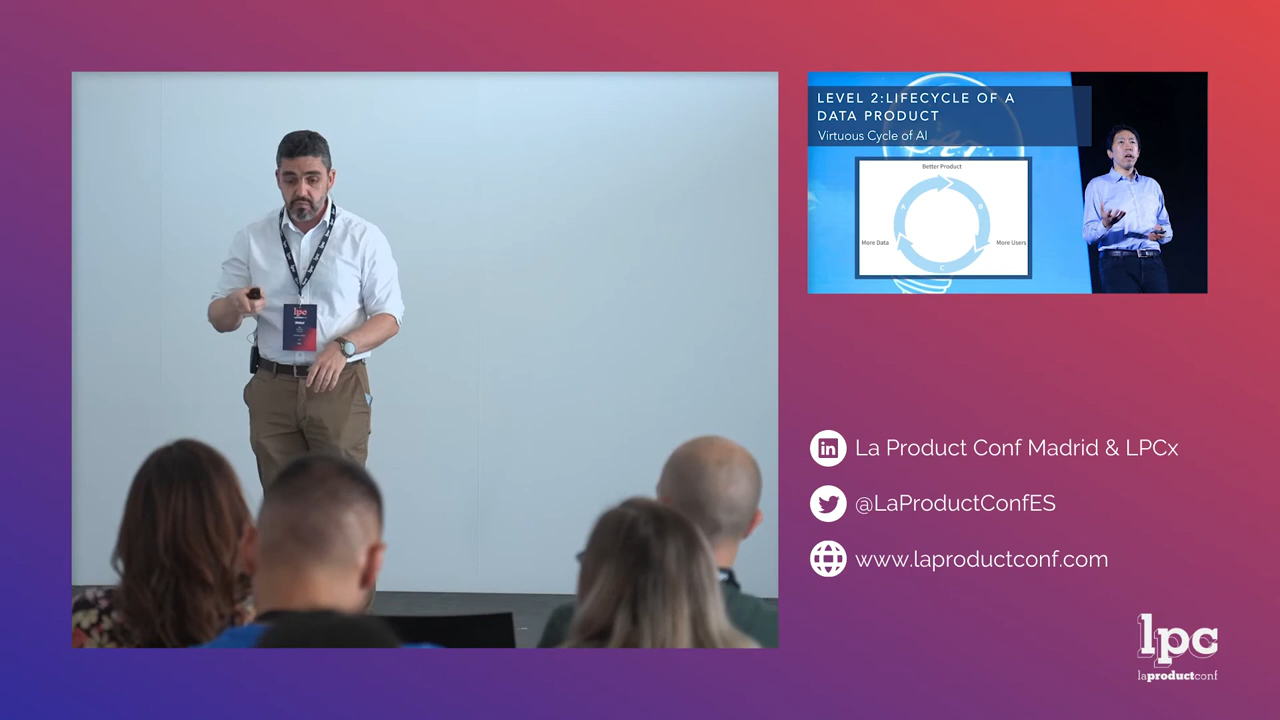 LEVEL 2:LIFECYCLE OF A
DATA PRODUCT
Virtuous Cycle of AI
Better Product
A
B
More Data
More Users
C
lpc
La Product Conf Madrid & LPCx
@LaProductConfES
www.laproductconf.com
lpc
laproductconf